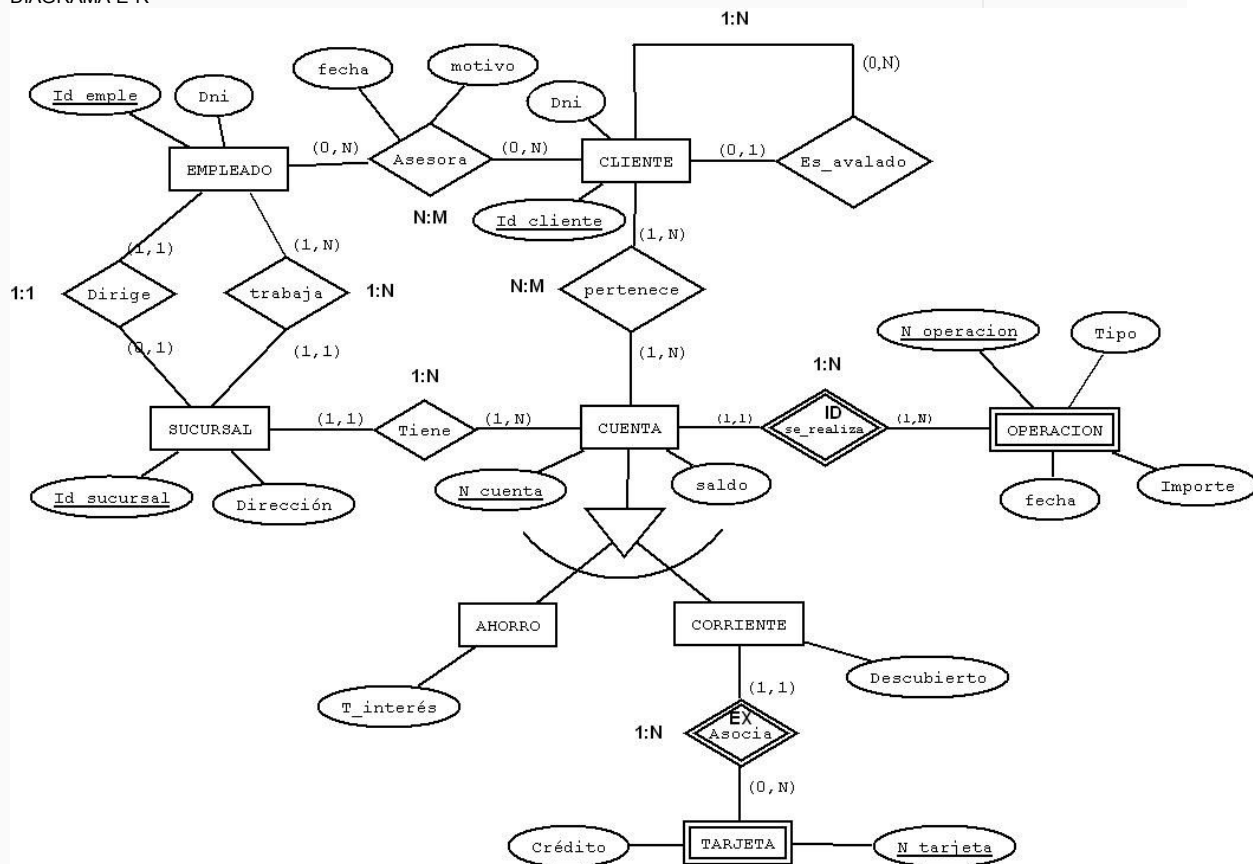 DIAGRAMA E-R
1:N
fecha
motivo
(0,N)
Id emple
Dni
Dni
(0,N)
Asesora
(0,N)
CLIENTE
(0,1)
Es_avalado
EMPLEADO
N:M
Id cliente
(1,1)
(1,N)
(1,N)
1:1
Dirige
trabaja
1:N
N:M
pertenece
(0,1)
(1,1)
(1,N)
N operacion
Tipo
1:N
1:N
SUCURSAL
(1,1)
Tiene
(1,N)
CUENTA
(1,1)
ID
se_realiza
(1,N)
OPERACION
Id sucursal
Dirección
N cuenta
saldo
fecha
Importe
AHORRO
CORRIENTE
T_interés
Descubierto
(1,1)
1:N
EX
Asocia
(0,N)
Crédito
TARJETA
N tarjeta